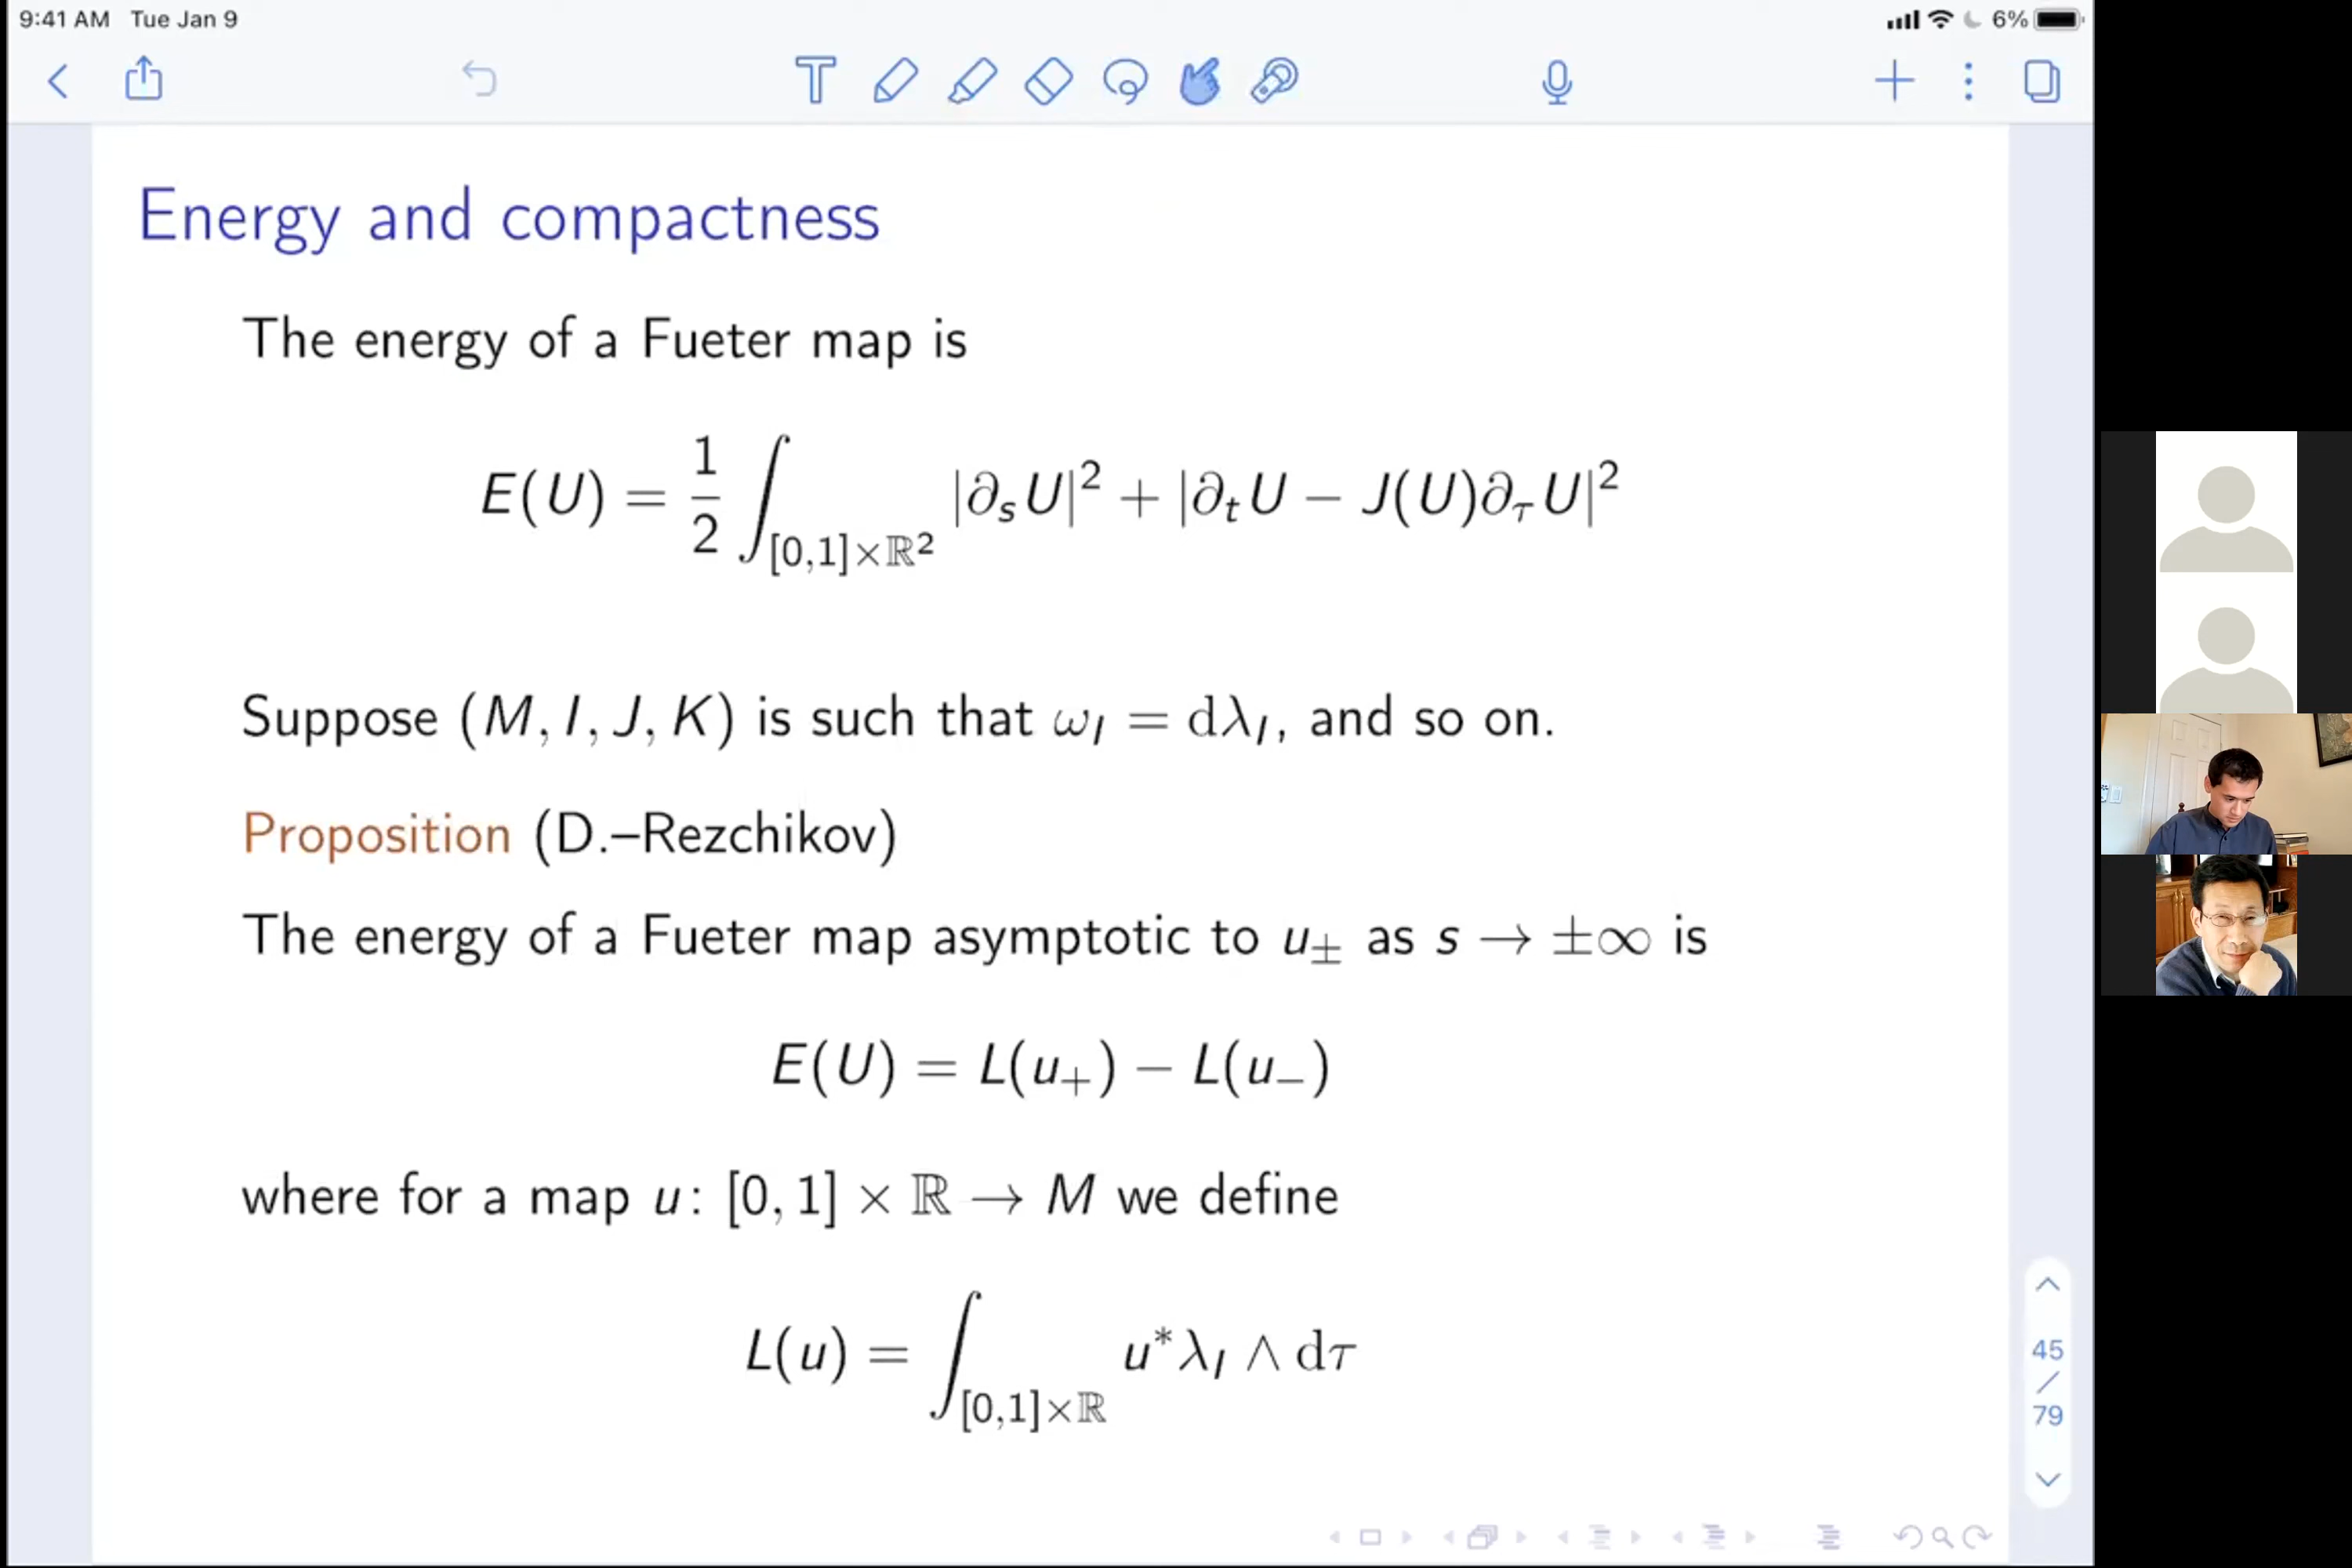 9:41 AM Tue Jan 9
6%
Energy and compactness
The energy of a Fueter map is
E(U) = \frac{1}{2} \int_{[0,1]×ℝ²} |∂_s U|² + |∂_t U − J(U)∂_τ U|²
Suppose (M, I, J, K) is such that ω_I = dλ_I, and so on.
Proposition (D.–Rezchikov)
The energy of a Fueter map asymptotic to u_± as s → ±∞ is
E(U) = L(u_+) − L(u_−)
where for a map u: [0, 1] × ℝ → M we define
L(u) = \int_{[0,1]×ℝ} u*λ_I ∧ dτ
45
/
79